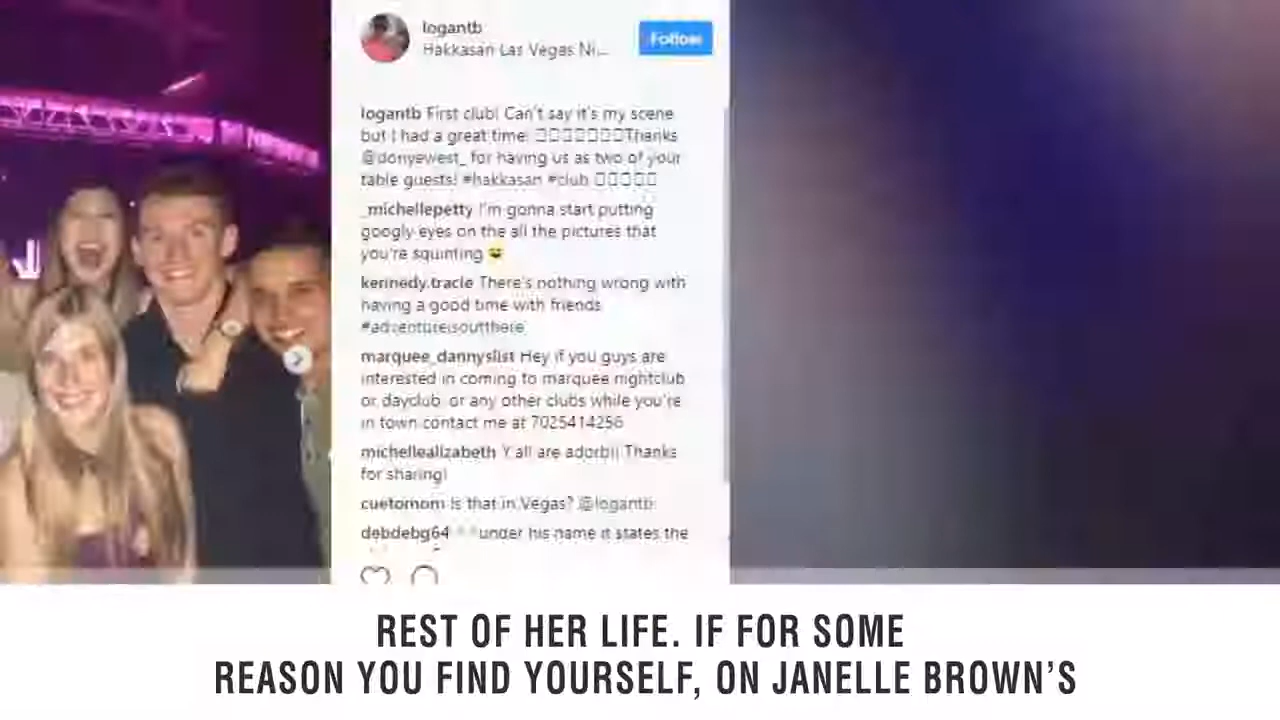 logantb
Hakkasan Las Vegas Ni...
Follow
logantb First club! Can't say it's my scene
but I had a great time! Thanks
@donyewest_ for having us as two of your
table guests! #hakkasan #club
_michellepetty I'm gonna start putting
googly eyes on the all the pictures that
you're squinting 😂
kennedy.tracie There's nothing wrong with
having a good time with friends
#adventureisoutthere
marquee_dannyslist Hey if you guys are
interested in coming to marquee nightclub
or dayclub or any other clubs while you're
in town contact me at 7025414256
michellealizabeth Y'all are adorb!! Thanks
for sharing!
cuetomom Is that in Vegas? @logantb
debdebg64 under his name it states the
REST OF HER LIFE. IF FOR SOME
REASON YOU FIND YOURSELF, ON JANELLE BROWN'S